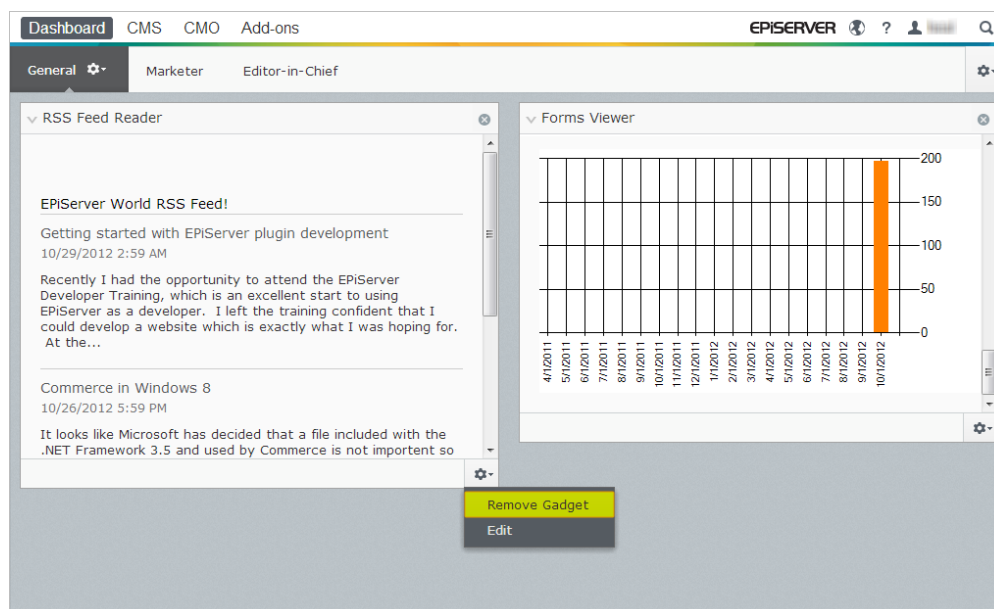 Dashboard CMS CMO Add-ons EPiSERVER ?
General Marketer Editor-in-Chief
RSS Feed Reader
EPiServer World RSS Feed!
Getting started with EPiServer plugin development
10/29/2012 2:59 AM
Recently I had the opportunity to attend the EPiServer
Developer Training, which is an excellent start to using
EPiServer as a developer. I left the training confident that I
could develop a website which is exactly what I was hoping for.
At the...
Commerce in Windows 8
10/26/2012 5:59 PM
It looks like Microsoft has decided that a file included with the
.NET Framework 3.5 and used by Commerce is not importent so
Remove Gadget
Edit
Forms Viewer
200
150
100
50
0
4/1/2011
5/1/2011
6/1/2011
7/1/2011
8/1/2011
9/1/2011
10/1/2011
11/1/2011
12/1/2011
1/1/2012
2/1/2012
3/1/2012
4/1/2012
5/1/2012
6/1/2012
7/1/2012
8/1/2012
9/1/2012
10/1/2012